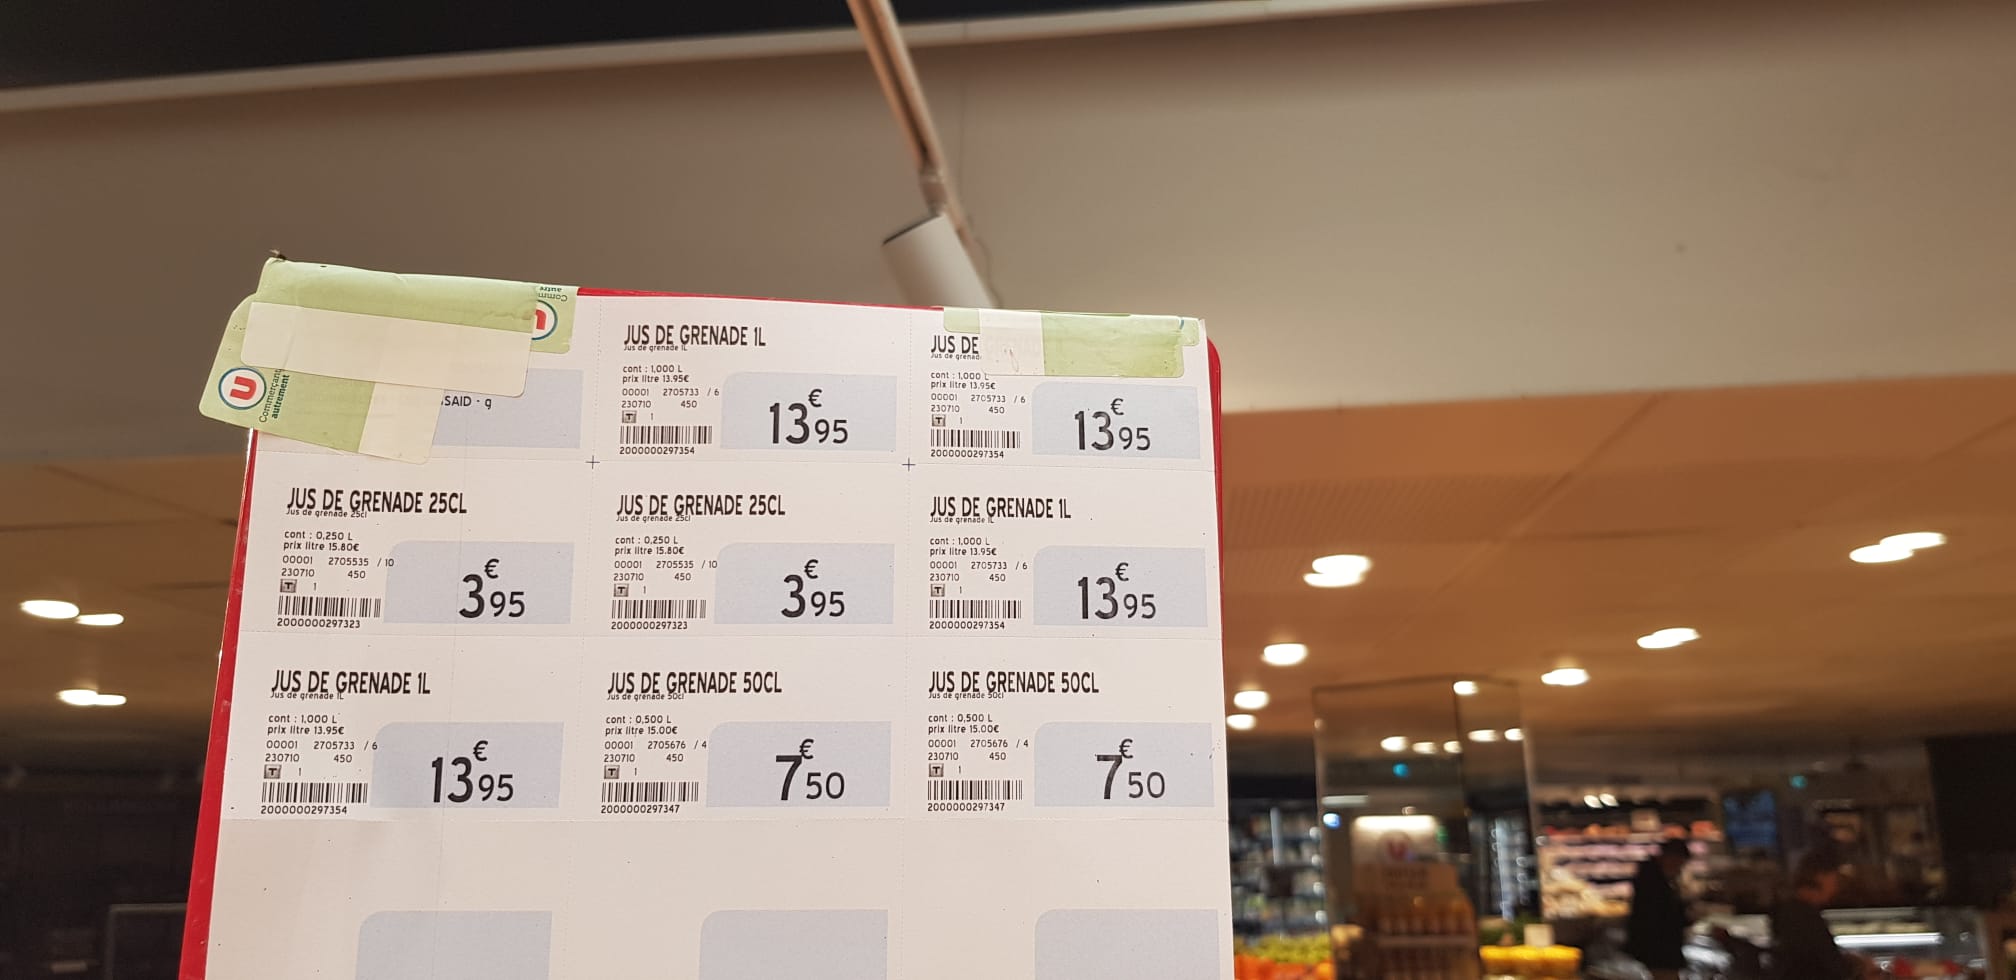 U
Commerçants
autrement
SAID - g
JUS DE GRENADE 1L
Jus de grenade 1L
cont : 1,000 L
prix litre 13.95€
00001 2705733 / 6
230710 450
T 1
2000000297354
13€95
JUS DE
Jus de grenad
cont : 1,000 L
prix litre 13.95€
00001 2705733 / 6
230710 450
T 1
2000000297354
13€95
JUS DE GRENADE 25CL
Jus de grenade 25cl
cont : 0,250 L
prix litre 15.80€
00001 2705535 / 10
230710 450
T 1
2000000297323
3€95
JUS DE GRENADE 25CL
Jus de grenade 25cl
cont : 0,250 L
prix litre 15.80€
00001 2705535 / 10
230710 450
T 1
2000000297323
3€95
JUS DE GRENADE 1L
Jus de grenade 1L
cont : 1,000 L
prix litre 13.95€
00001 2705733 / 6
230710 450
T 1
2000000297354
13€95
JUS DE GRENADE 1L
Jus de grenade 1L
cont : 1,000 L
prix litre 13.95€
00001 2705733 / 6
230710 450
T 1
2000000297354
13€95
JUS DE GRENADE 50CL
Jus de grenade 50cl
cont : 0,500 L
prix litre 15.00€
00001 2705676 / 4
230710 450
T 1
2000000297347
7€50
JUS DE GRENADE 50CL
Jus de grenade 50cl
cont : 0,500 L
prix litre 15.00€
00001 2705676 / 4
230710 450
T 1
2000000297347
7€50